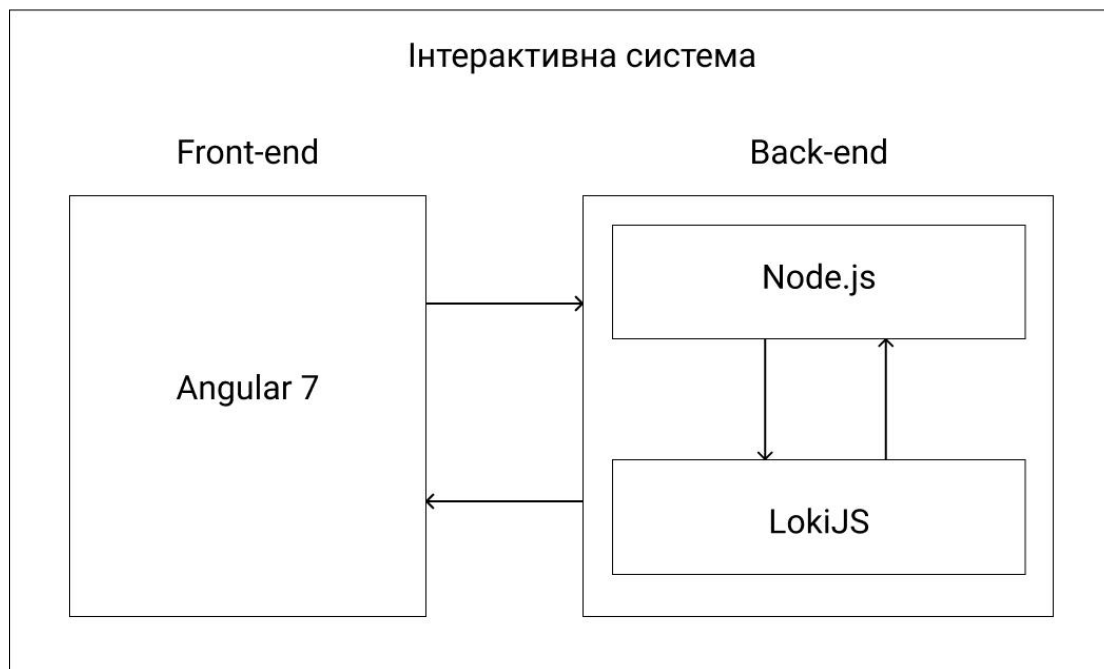 Інтерактивна система
Front-end
Back-end
Node.js
Angular 7
LokiJS